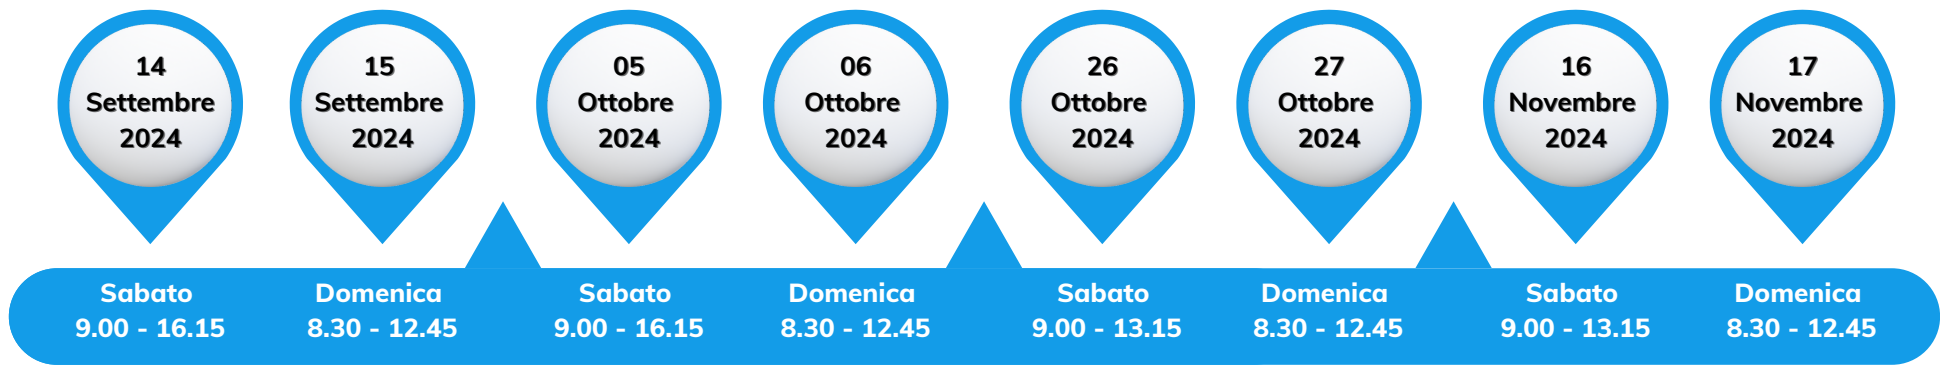 14
Settembre
2024
15
Settembre
2024
05
Ottobre
2024
06
Ottobre
2024
26
Ottobre
2024
27
Ottobre
2024
16
Novembre
2024
17
Novembre
2024
Sabato
9.00 - 16.15
Domenica
8.30 - 12.45
Sabato
9.00 - 16.15
Domenica
8.30 - 12.45
Sabato
9.00 - 13.15
Domenica
8.30 - 12.45
Sabato
9.00 - 13.15
Domenica
8.30 - 12.45